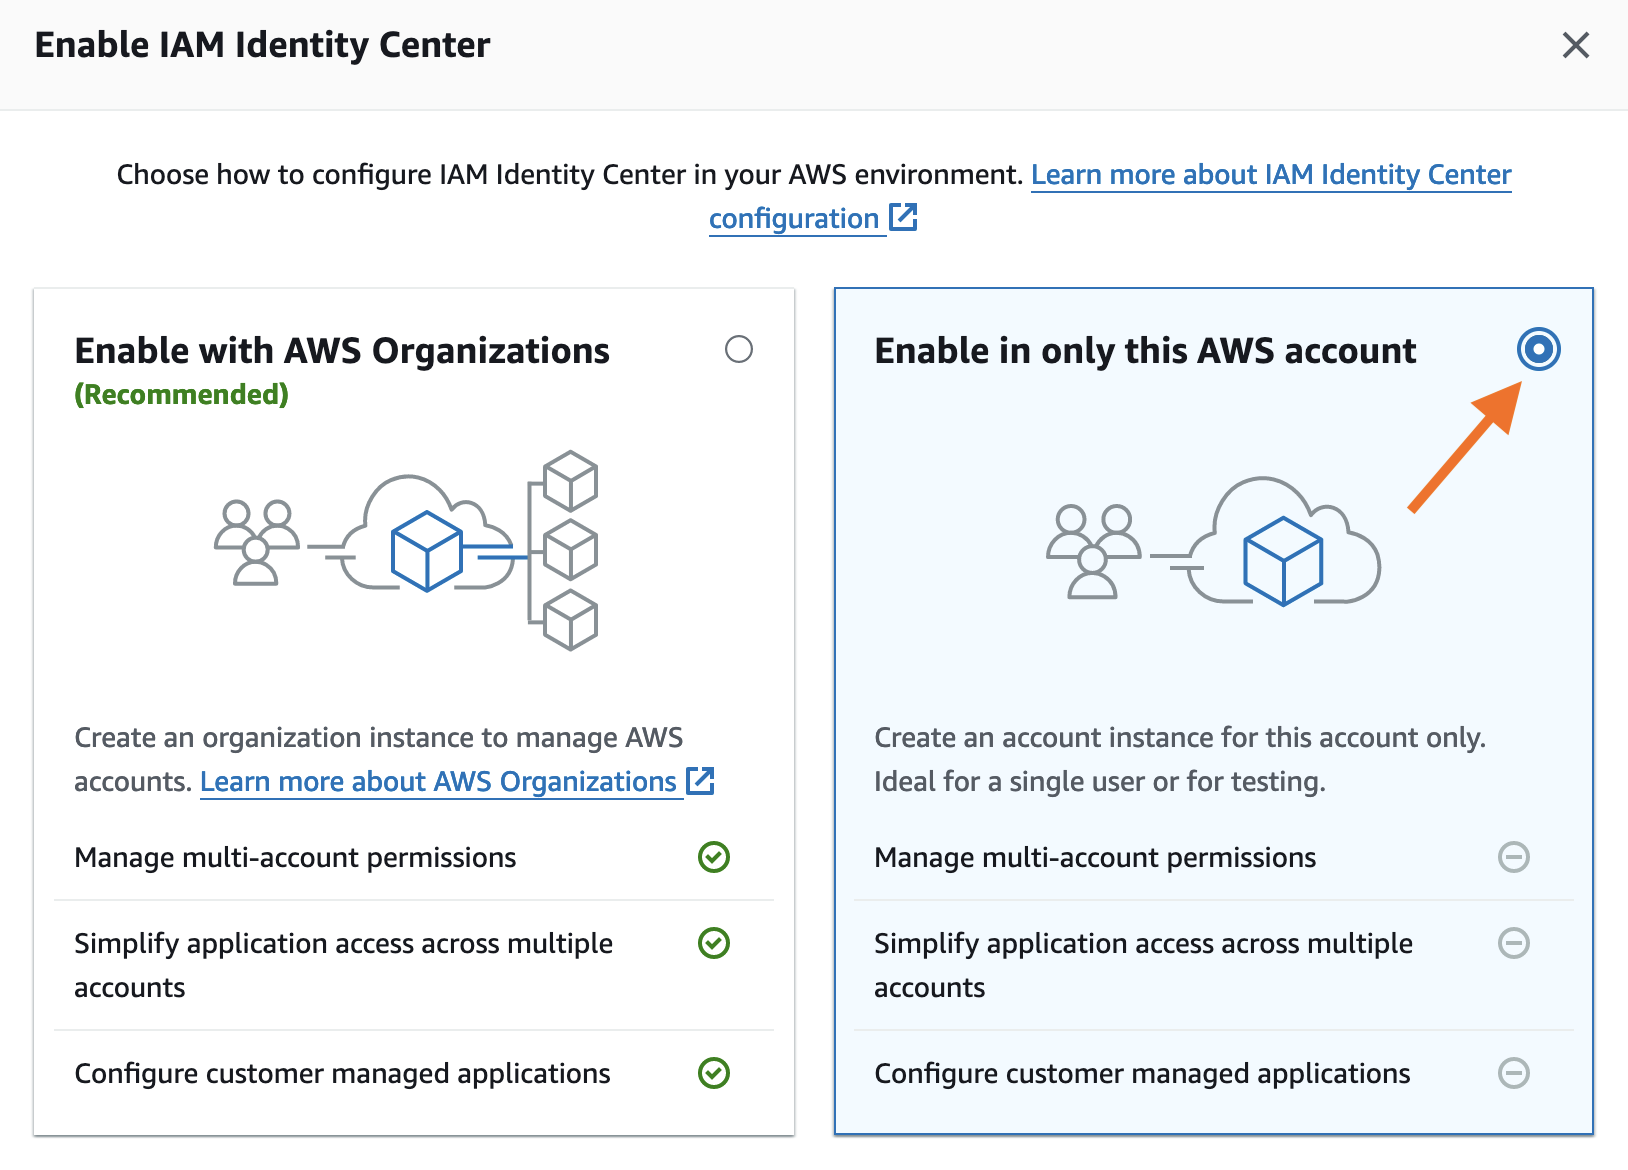 Enable IAM Identity Center
Choose how to configure IAM Identity Center in your AWS environment. Learn more about IAM Identity Center
configuration
Enable with AWS Organizations
(Recommended)
Create an organization instance to manage AWS
accounts. Learn more about AWS Organizations
Manage multi-account permissions
Simplify application access across multiple
accounts
Configure customer managed applications
Enable in only this AWS account
Create an account instance for this account only.
Ideal for a single user or for testing.
Manage multi-account permissions
Simplify application access across multiple
accounts
Configure customer managed applications